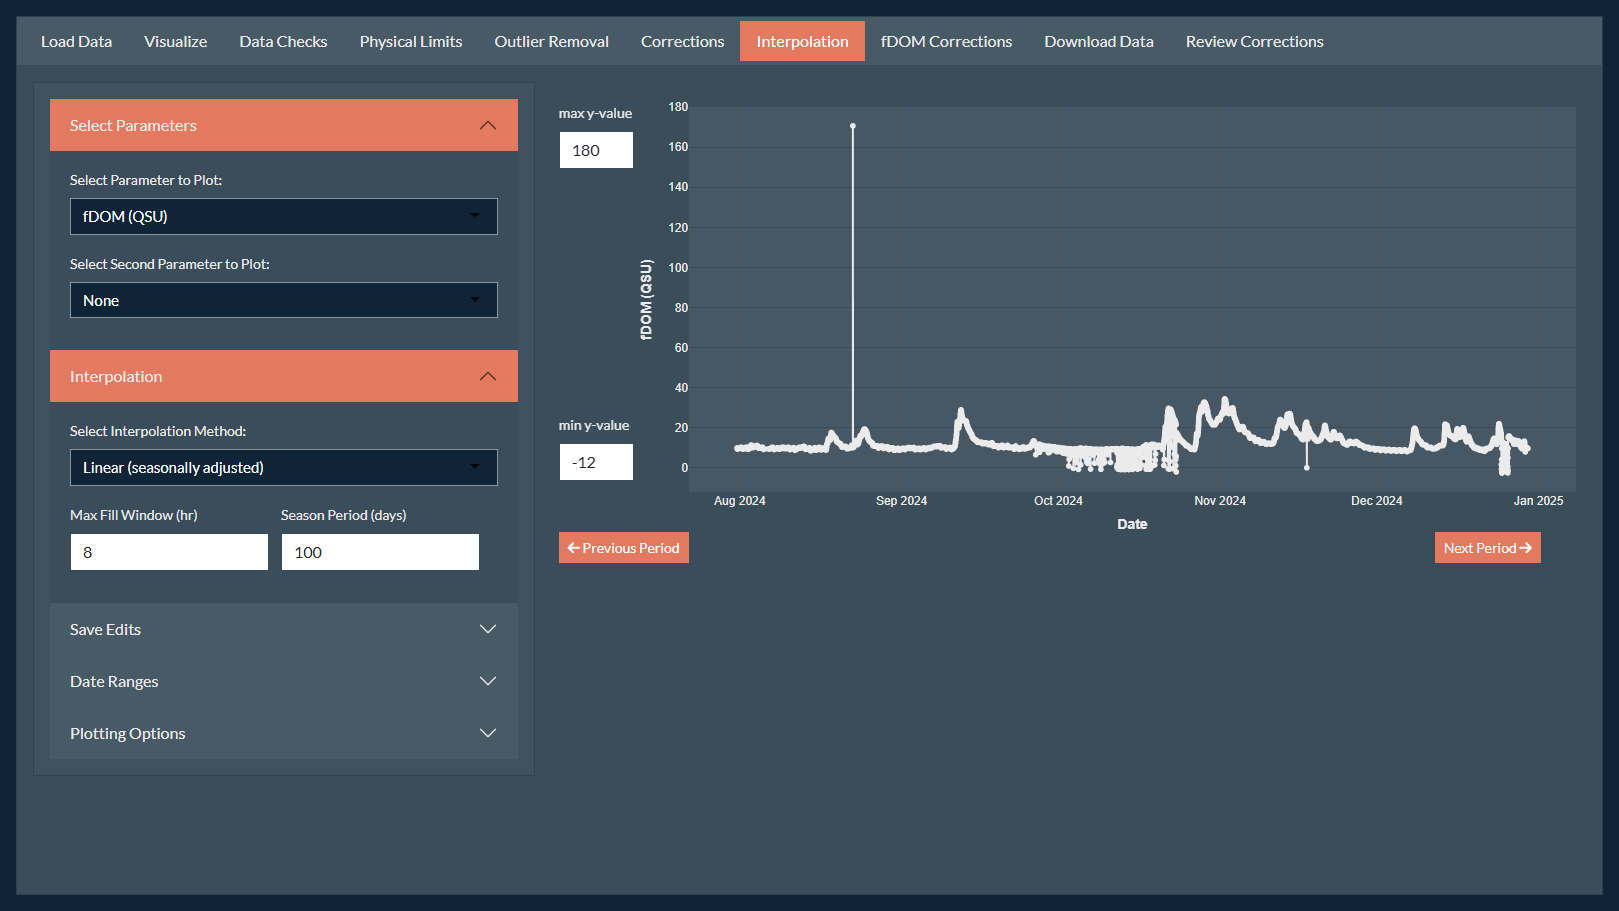 Load Data Visualize Data Checks Physical Limits Outlier Removal Corrections Interpolation fDOM Corrections Download Data Review Corrections
Select Parameters
Select Parameter to Plot:
fDOM (QSU)
Select Second Parameter to Plot:
None
Interpolation
Select Interpolation Method:
Linear (seasonally adjusted)
Max Fill Window (hr) Season Period (days)
8 100
Save Edits
Date Ranges
Plotting Options
max y-value
180
min y-value
-12
fDOM (QSU)
180
160
140
120
100
80
60
40
20
0
Aug 2024 Sep 2024 Oct 2024 Nov 2024 Dec 2024 Jan 2025
Date
Previous Period Next Period